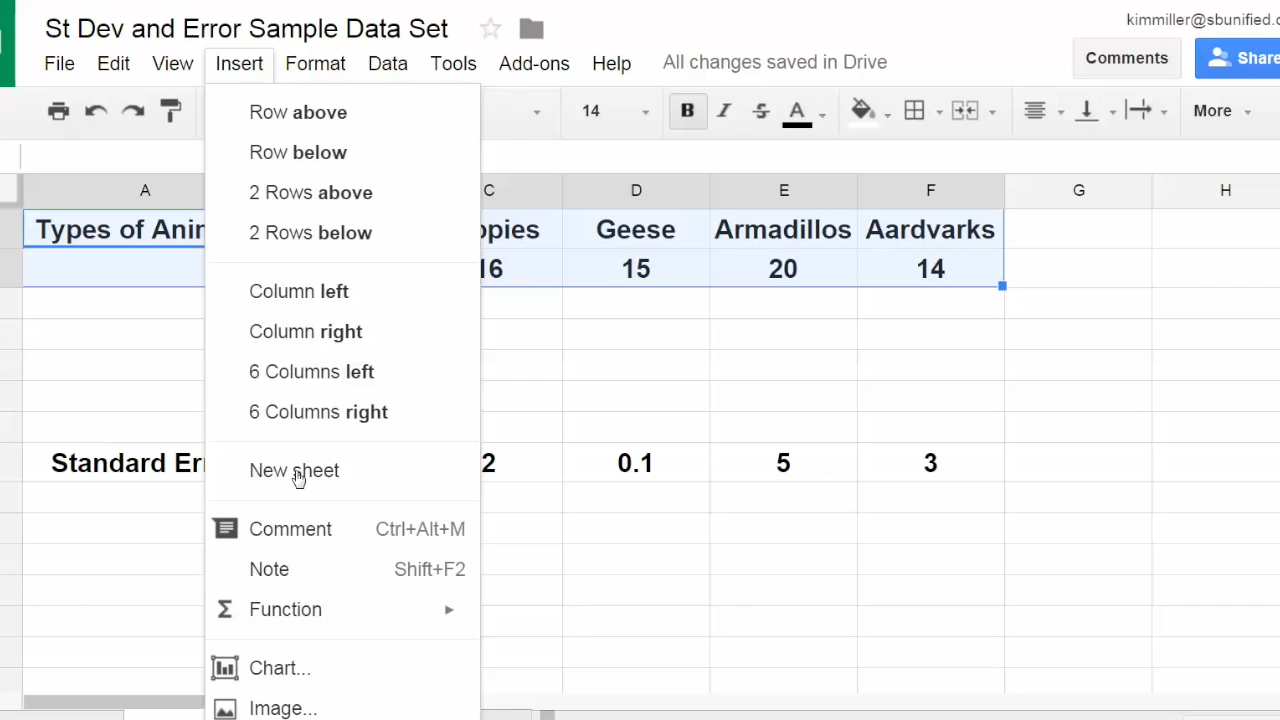 St Dev and Error Sample Data Set
kimmiller@sbunified.c
File Edit View Insert Format Data Tools Add-ons Help All changes saved in Drive
Comments Share
14 B I S A More
A C D E F G H
Types of Anim opies Geese Armadillos Aardvarks
16 15 20 14
Standard Err 2 0.1 5 3
Row above
Row below
2 Rows above
2 Rows below
Column left
Column right
6 Columns left
6 Columns right
New sheet
Comment Ctrl+Alt+M
Note Shift+F2
Σ Function
Chart...
Image...